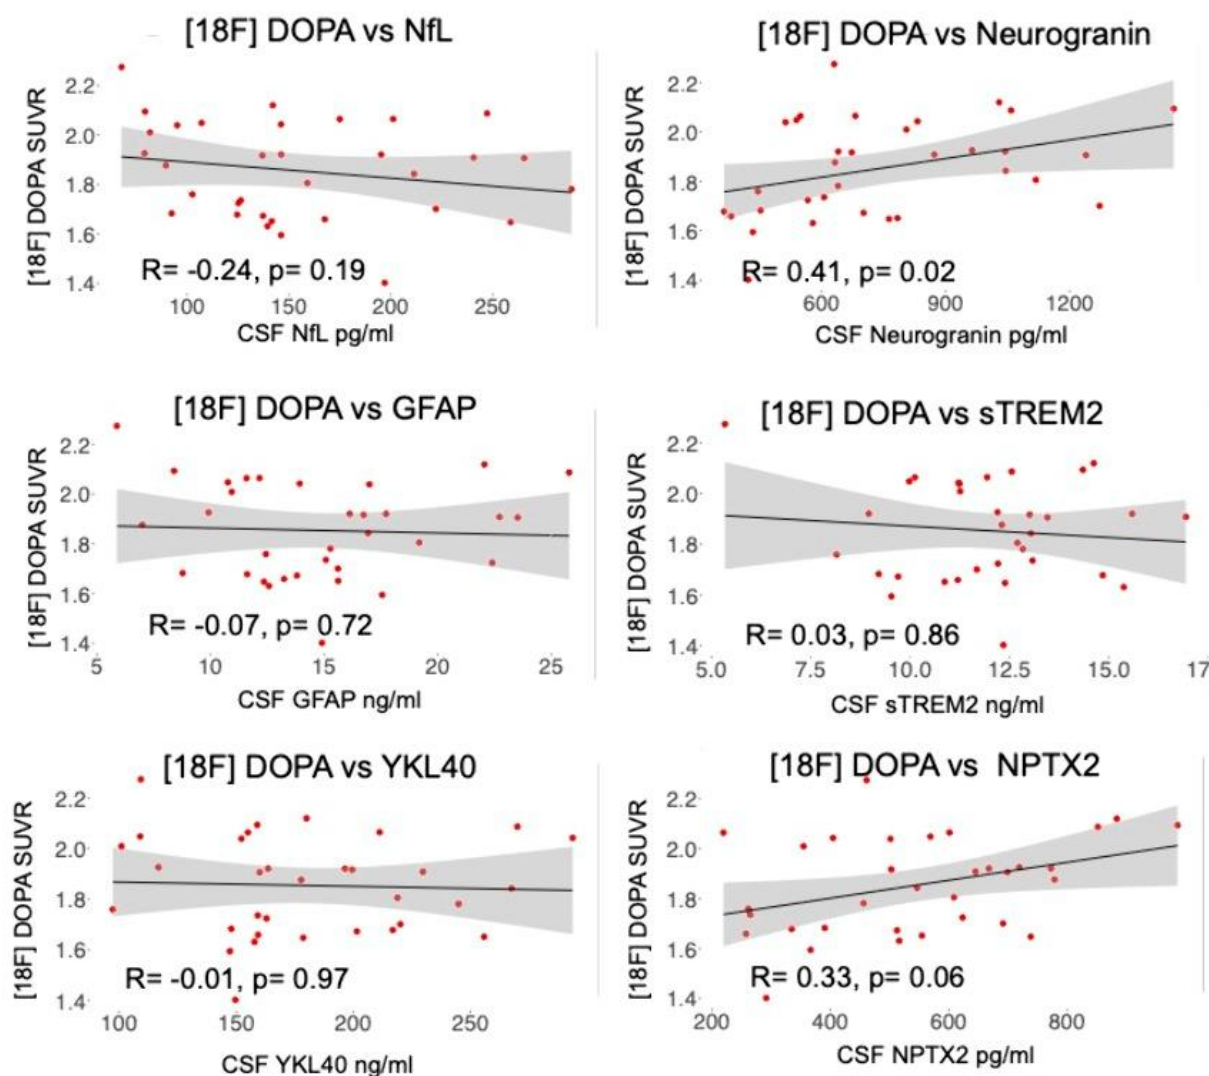 [18F] DOPA vs NfL
[18F] DOPA SUVR
2.2
2.0
1.8
1.6
1.4
R= -0.24, p= 0.19
100 150 200 250
CSF NfL pg/ml
[18F] DOPA vs Neurogranin
[18F] DOPA SUVR
2.2
2.0
1.8
1.6
1.4
R= 0.41, p= 0.02
600 900 1200
CSF Neurogranin pg/ml
[18F] DOPA vs GFAP
[18F] DOPA SUVR
2.2
2.0
1.8
1.6
1.4
R= -0.07, p= 0.72
5 10 15 20 25
CSF GFAP ng/ml
[18F] DOPA vs sTREM2
[18F] DOPA SUVR
2.2
2.0
1.8
1.6
1.4
R= 0.03, p= 0.86
5.0 7.5 10.0 12.5 15.0 17
CSF sTREM2 ng/ml
[18F] DOPA vs YKL40
[18F] DOPA SUVR
2.2
2.0
1.8
1.6
1.4
R= -0.01, p= 0.97
100 150 200 250
CSF YKL40 ng/ml
[18F] DOPA vs NPTX2
[18F] DOPA SUVR
2.2
2.0
1.8
1.6
1.4
R= 0.33, p= 0.06
200 400 600 800
CSF NPTX2 pg/ml